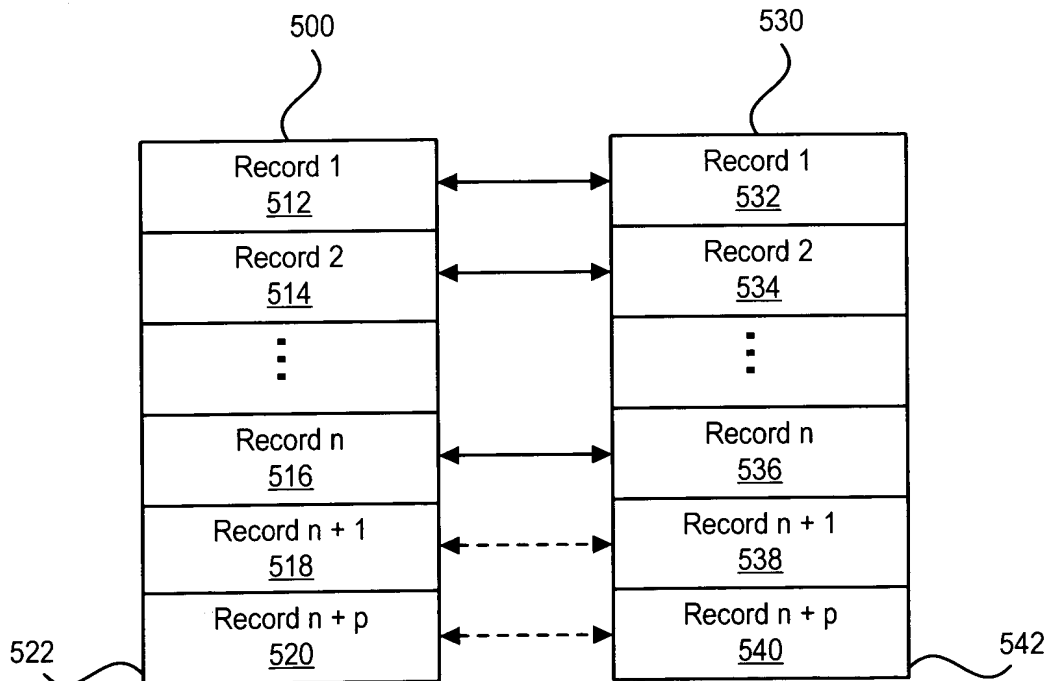 500
530
Record 1
512
Record 1
532
Record 2
514
Record 2
534
Record n
516
Record n
536
Record n + 1
518
Record n + 1
538
Record n + p
520
Record n + p
540
522
542